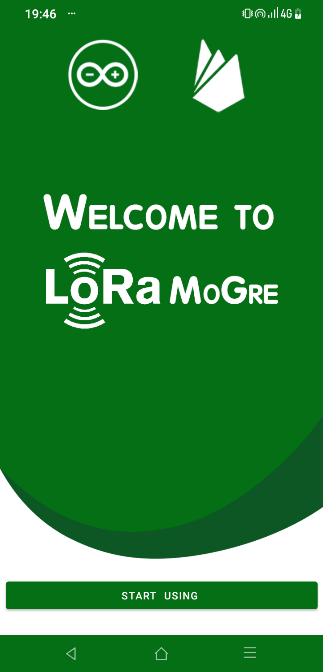 19:46 ... 4G
WELCOME TO
LoRa MoGRE
START USING